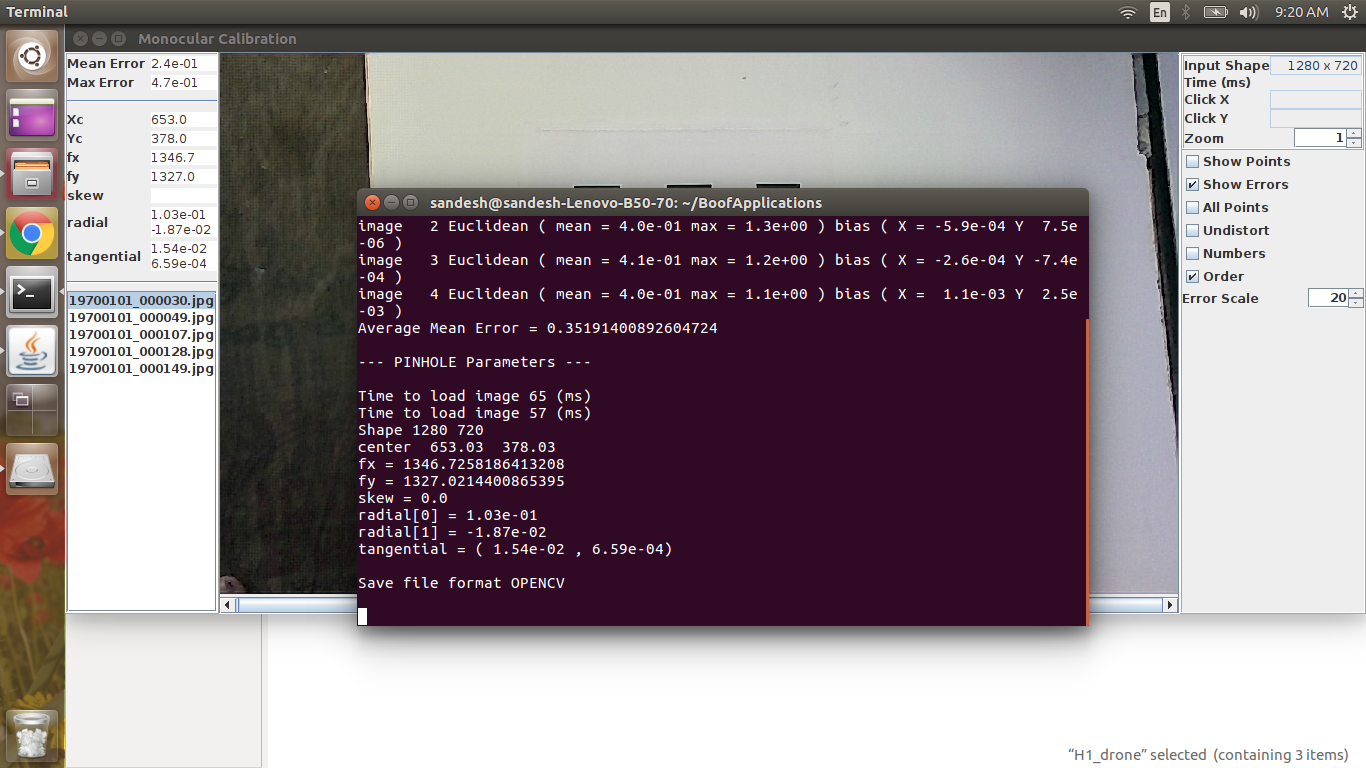 Terminal
En
9:20 AM
Monocular Calibration
Mean Error 2.4e-01
Max Error 4.7e-01
Xc 653.0
Yc 378.0
fx 1346.7
fy 1327.0
skew
radial 1.03e-01
-1.87e-02
tangential 1.54e-02
6.59e-04
19700101_000030.jpg
19700101_000049.jpg
19700101_000107.jpg
19700101_000128.jpg
19700101_000149.jpg
sandesh@sandesh-Lenovo-B50-70: ~/BoofApplications
image   2 Euclidean ( mean = 4.0e-01 max = 1.3e+00 ) bias ( X = -5.9e-04 Y  7.5e
-06 )
image   3 Euclidean ( mean = 4.1e-01 max = 1.2e+00 ) bias ( X = -2.6e-04 Y -7.4e
-04 )
image   4 Euclidean ( mean = 4.0e-01 max = 1.1e+00 ) bias ( X =  1.1e-03 Y  2.5e
-03 )
Average Mean Error = 0.35191400892604724
--- PINHOLE Parameters ---
Time to load image 65 (ms)
Time to load image 57 (ms)
Shape 1280 720
center  653.03  378.03
fx = 1346.7258186413208
fy = 1327.0214400865395
skew = 0.0
radial[0] = 1.03e-01
radial[1] = -1.87e-02
tangential = ( 1.54e-02 , 6.59e-04)
Save file format OPENCV
Input Shape 1280 x 720
Time (ms)
Click X
Click Y
Zoom 1
Show Points
Show Errors
All Points
Undistort
Numbers
Order
Error Scale 20
“H1_drone” selected (containing 3 items)